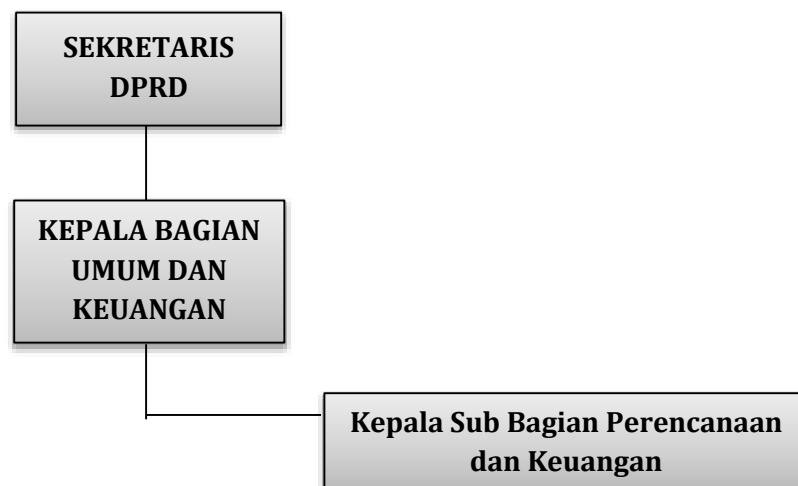 SEKRETARIS
DPRD
KEPALA BAGIAN
UMUM DAN
KEUANGAN
Kepala Sub Bagian Perencanaan
dan Keuangan